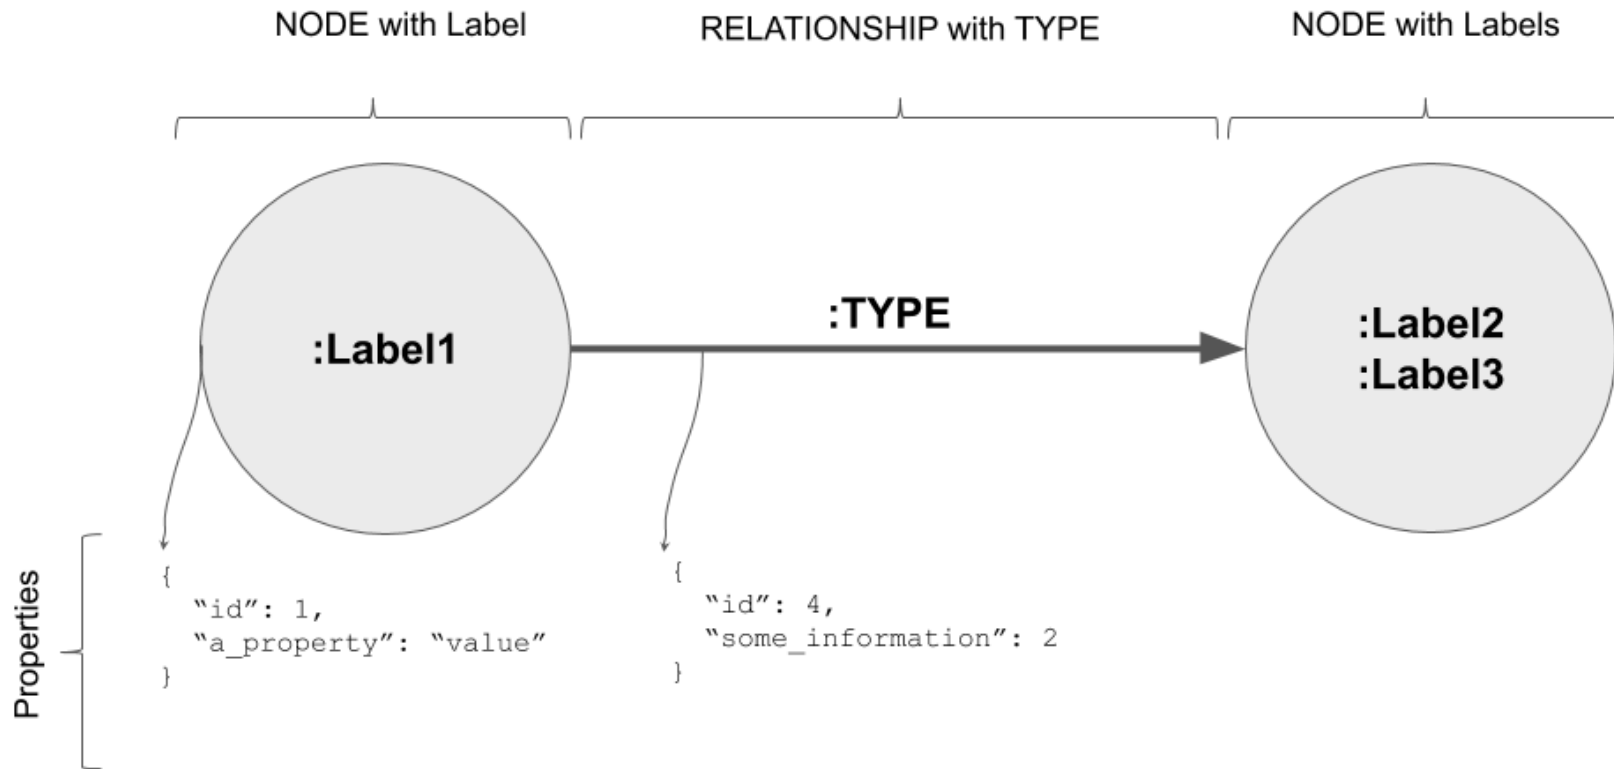 NODE with Label
RELATIONSHIP with TYPE
NODE with Labels
:Label1
:TYPE
:Label2
:Label3
Properties
{
“id”: 1,
“a_property”: “value”
}
{
“id”: 4,
“some_information”: 2
}